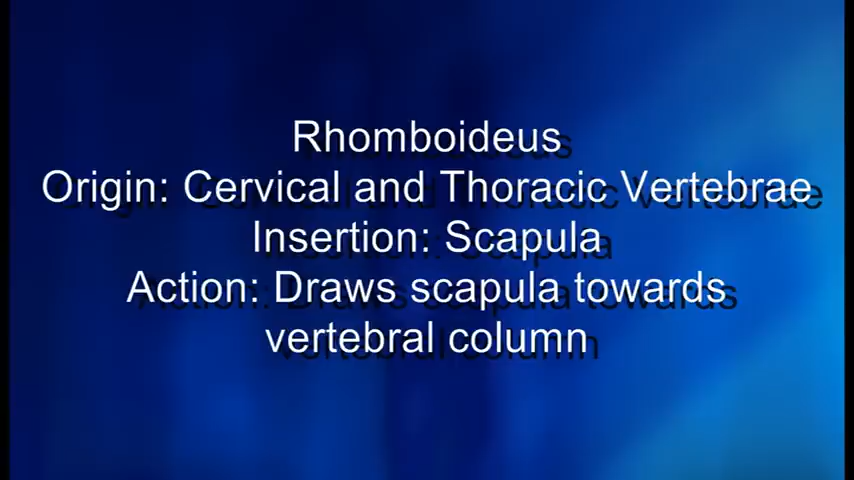 Rhomboideus
Origin: Cervical and Thoracic Vertebrae
Insertion: Scapula
Action: Draws scapula towards
vertebral column